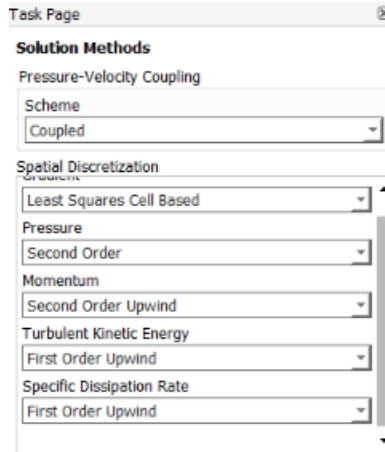 Task Page
Solution Methods
Pressure-Velocity Coupling
Scheme
Coupled
Spatial Discretization
Gradient
Least Squares Cell Based
Pressure
Second Order
Momentum
Second Order Upwind
Turbulent Kinetic Energy
First Order Upwind
Specific Dissipation Rate
First Order Upwind